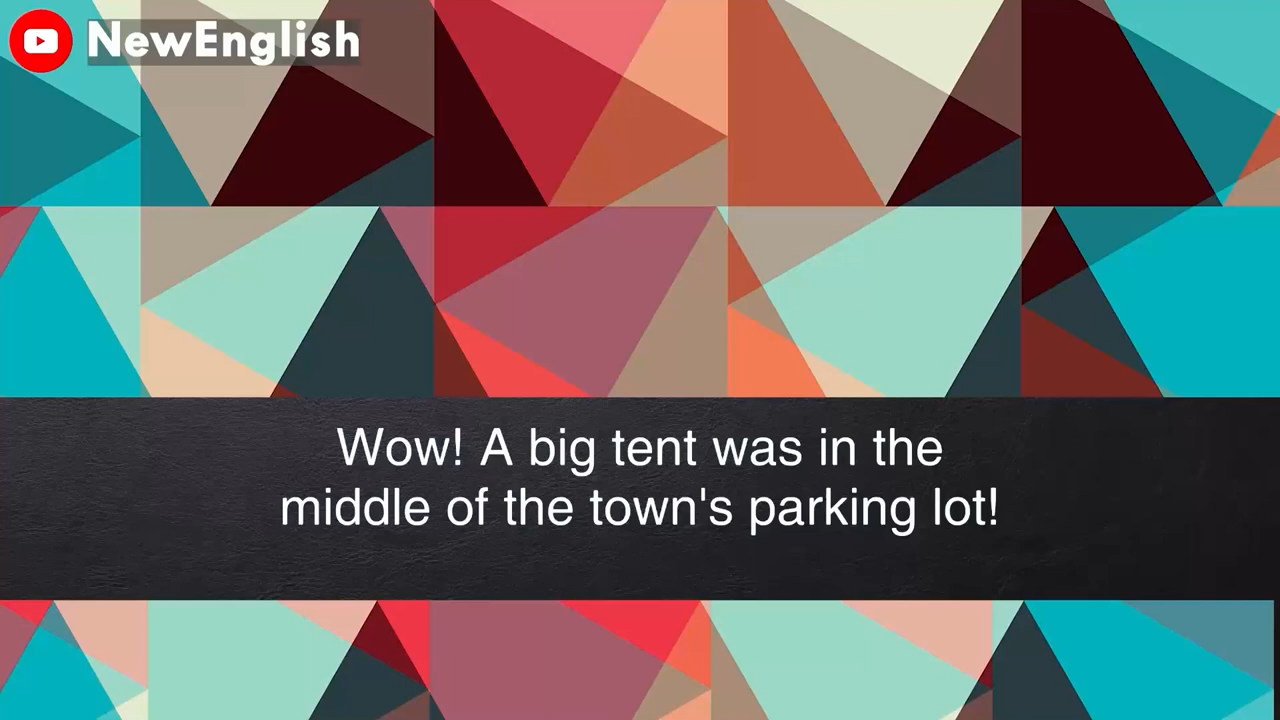 NewEnglish
Wow! A big tent was in the
middle of the town's parking lot!